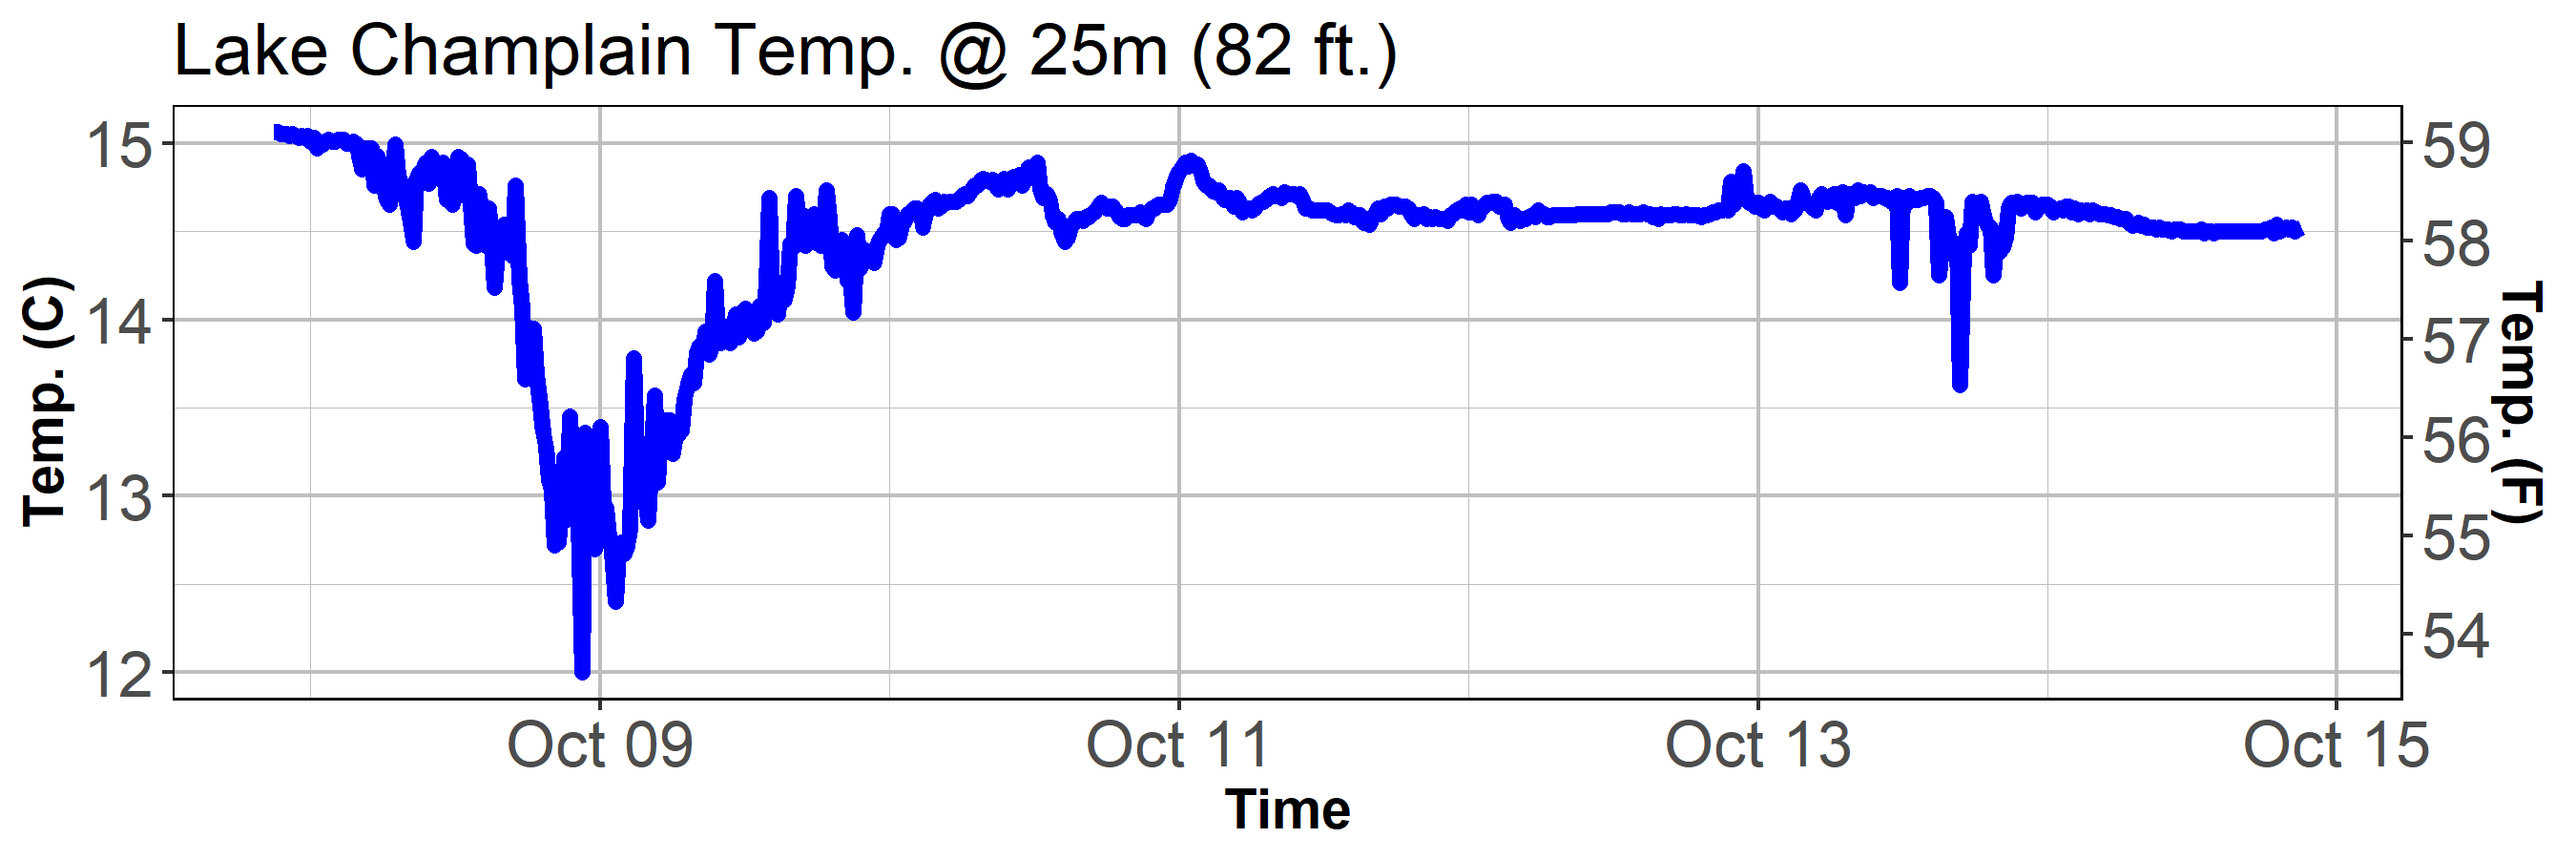 Lake Champlain Temp. @ 25m (82 ft.)
Temp. (C)
15
14
13
12
59
58
57
56
55
54
Temp. (F)
Oct 09
Oct 11
Oct 13
Oct 15
Time